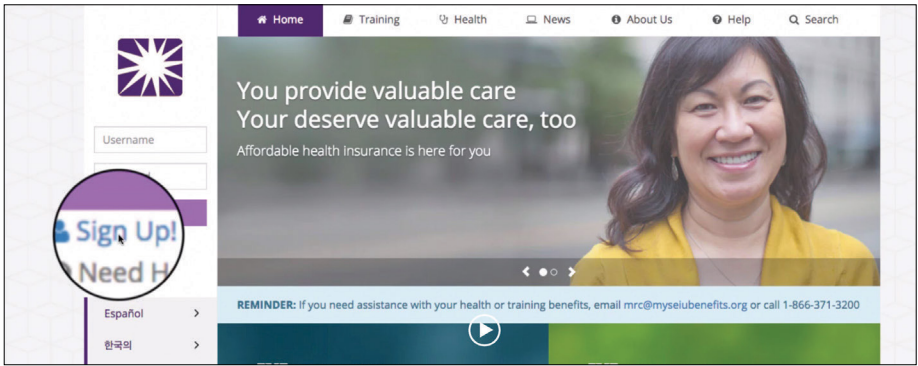 Home Training Health News About Us Help Search
Username
Sign Up!
Need H
Español
한국의
You provide valuable care
Your deserve valuable care, too
Affordable health insurance is here for you
REMINDER: If you need assistance with your health or training benefits, email mrc@myseiubenefits.org or call 1-866-371-3200